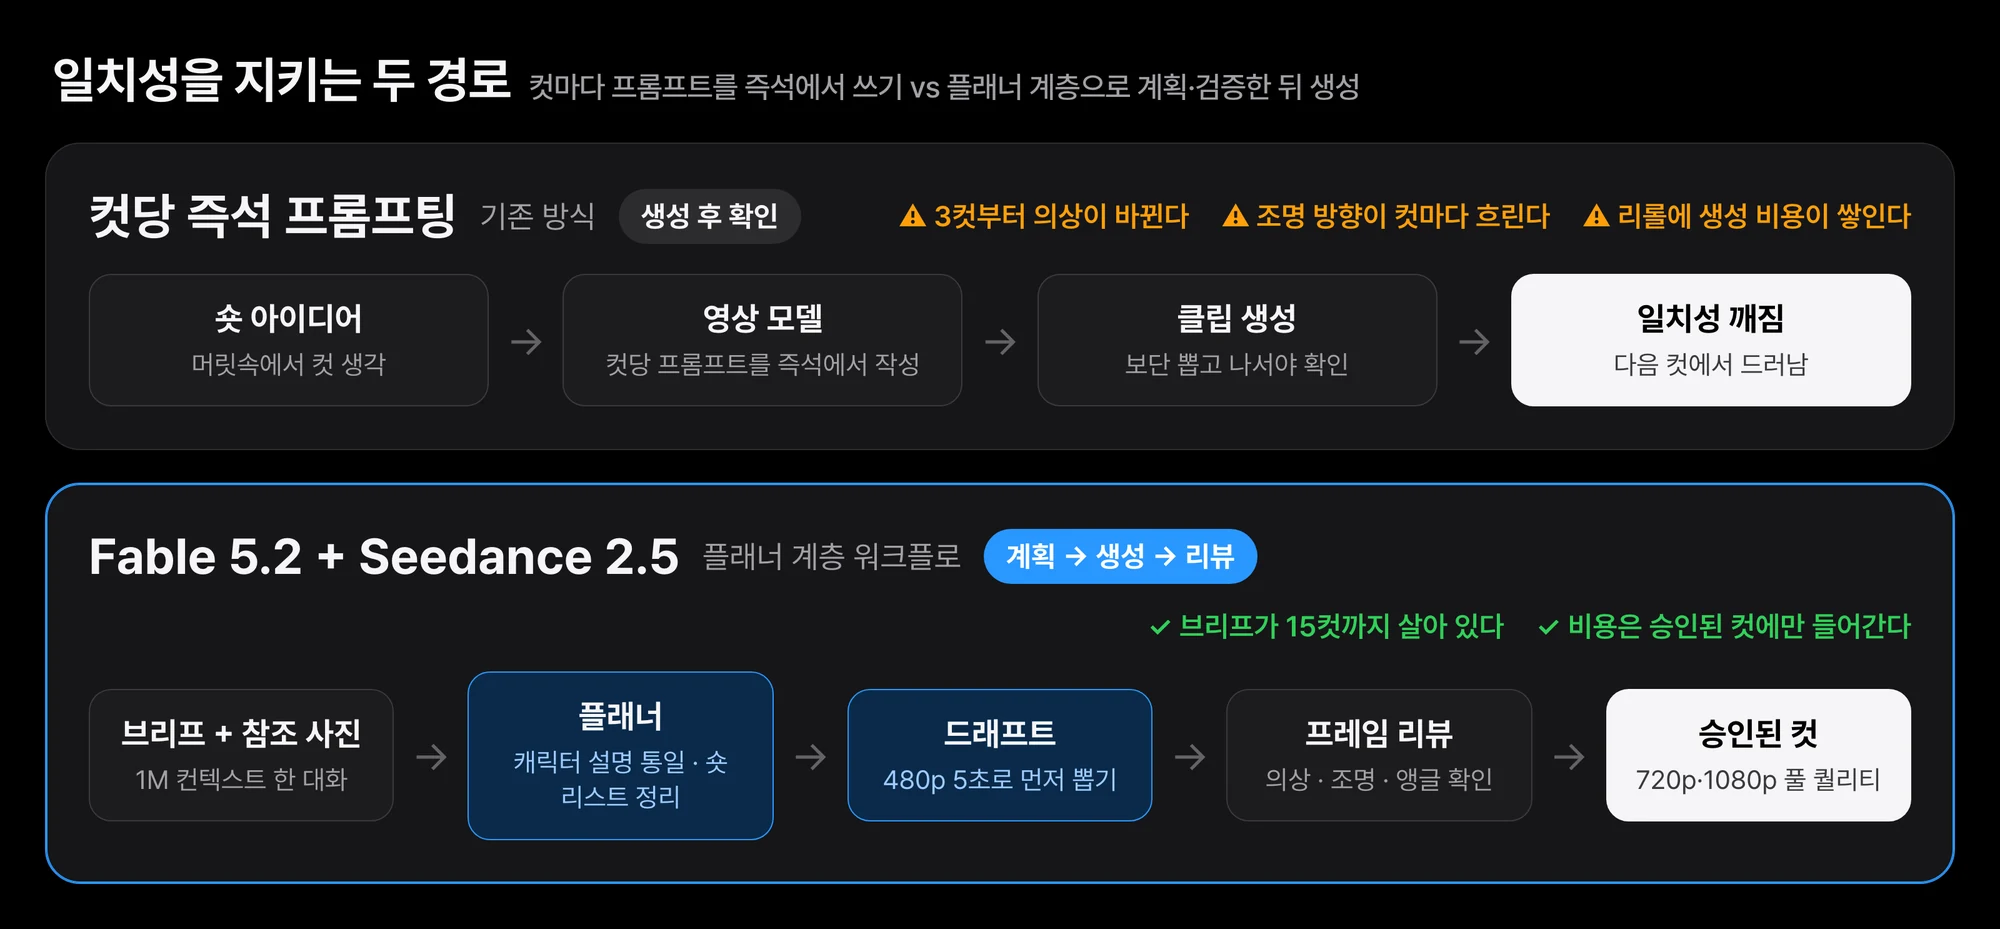 일치성을 지키는 두 경로 컷마다 프롬프트를 즉석에서 쓰기 vs 플래너 계층으로 계획·검증한 뒤 생성
컷당 즉석 프롬프팅 기존 방식 생성 후 확인 ⚠ 3컷부터 의상이 바뀐다 ⚠ 조명 방향이 컷마다 흐린다 ⚠ 리롤에 생성 비용이 쌓인다
숏 아이디어
머릿속에서 컷 생각
→
영상 모델
컷당 프롬프트를 즉석에서 작성
→
클립 생성
보단 뽑고 나서야 확인
→
일치성 깨짐
다음 컷에서 드러남
Fable 5.2 + Seedance 2.5 플래너 계층 워크플로 계획 → 생성 → 리뷰
✓ 브리프가 15컷까지 살아 있다 ✓ 비용은 승인된 컷에만 들어간다
브리프 + 참조 사진
1M 컨텍스트 한 대화
→
플래너
캐릭터 설명 통일 · 숏
리스트 정리
→
드래프트
480p 5초로 먼저 뽑기
→
프레임 리뷰
의상 · 조명 · 앵글 확인
→
승인된 컷
720p·1080p 풀 퀄리티